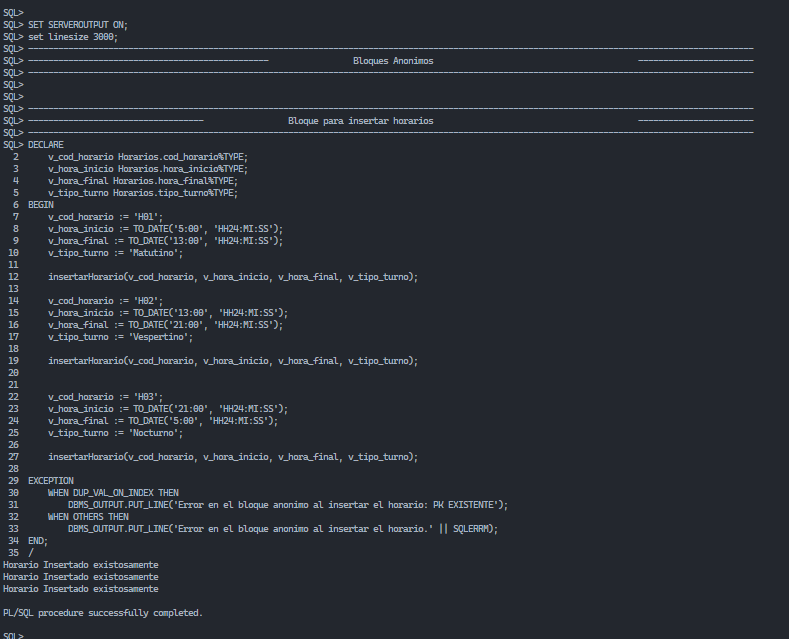 SQL>
SQL> SET SERVEROUTPUT ON;
SQL> set linesize 3000;
SQL> -------------------------------------------------------------------------------------------------------------------------------------------------
SQL> ------------------------------------------------                 Bloques Anonimos                                         -----------------------
SQL> -------------------------------------------------------------------------------------------------------------------------------------------------
SQL>
SQL>
SQL> -------------------------------------------------------------------------------------------------------------------------------------------------
SQL> -----------------------------------                 Bloque para insertar horarios                                         -----------------------
SQL> -------------------------------------------------------------------------------------------------------------------------------------------------
SQL> DECLARE
  2      v_cod_horario Horarios.cod_horario%TYPE;
  3      v_hora_inicio Horarios.hora_inicio%TYPE;
  4      v_hora_final Horarios.hora_final%TYPE;
  5      v_tipo_turno Horarios.tipo_turno%TYPE;
  6  BEGIN
  7      v_cod_horario := 'H01';
  8      v_hora_inicio := TO_DATE('5:00', 'HH24:MI:SS');
  9      v_hora_final := TO_DATE('13:00', 'HH24:MI:SS');
 10      v_tipo_turno := 'Matutino';
 11
 12      insertarHorario(v_cod_horario, v_hora_inicio, v_hora_final, v_tipo_turno);
 13
 14      v_cod_horario := 'H02';
 15      v_hora_inicio := TO_DATE('13:00', 'HH24:MI:SS');
 16      v_hora_final := TO_DATE('21:00', 'HH24:MI:SS');
 17      v_tipo_turno := 'Vespertino';
 18
 19      insertarHorario(v_cod_horario, v_hora_inicio, v_hora_final, v_tipo_turno);
 20
 21
 22      v_cod_horario := 'H03';
 23      v_hora_inicio := TO_DATE('21:00', 'HH24:MI:SS');
 24      v_hora_final := TO_DATE('5:00', 'HH24:MI:SS');
 25      v_tipo_turno := 'Nocturno';
 26
 27      insertarHorario(v_cod_horario, v_hora_inicio, v_hora_final, v_tipo_turno);
 28
 29  EXCEPTION
 30      WHEN DUP_VAL_ON_INDEX THEN
 31          DBMS_OUTPUT.PUT_LINE('Error en el bloque anonimo al insertar el horario: PK EXISTENTE');
 32      WHEN OTHERS THEN
 33          DBMS_OUTPUT.PUT_LINE('Error en el bloque anonimo al insertar el horario.' || SQLERRM);
 34  END;
 35  /
Horario Insertado existosamente
Horario Insertado existosamente
Horario Insertado existosamente
PL/SQL procedure successfully completed.
SQL>